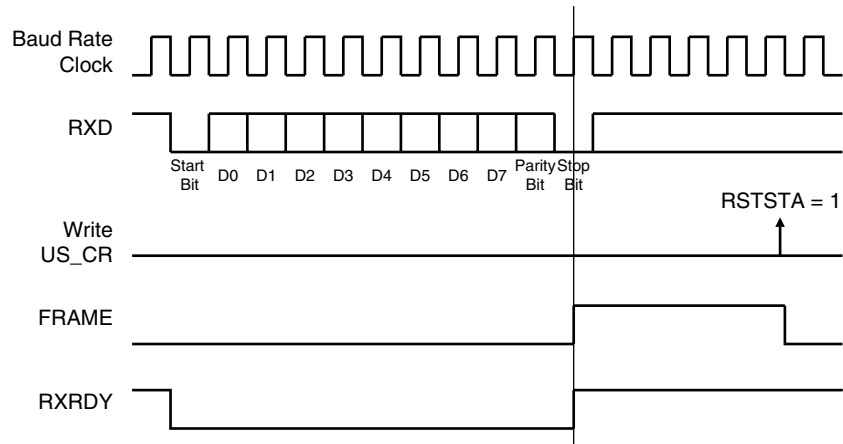 Baud Rate
Clock
RXD
Start
Bit
D0
D1
D2
D3
D4
D5
D6
D7
Parity
Bit
Stop
Bit
RSTSTA = 1
Write
US_CR
FRAME
RXRDY